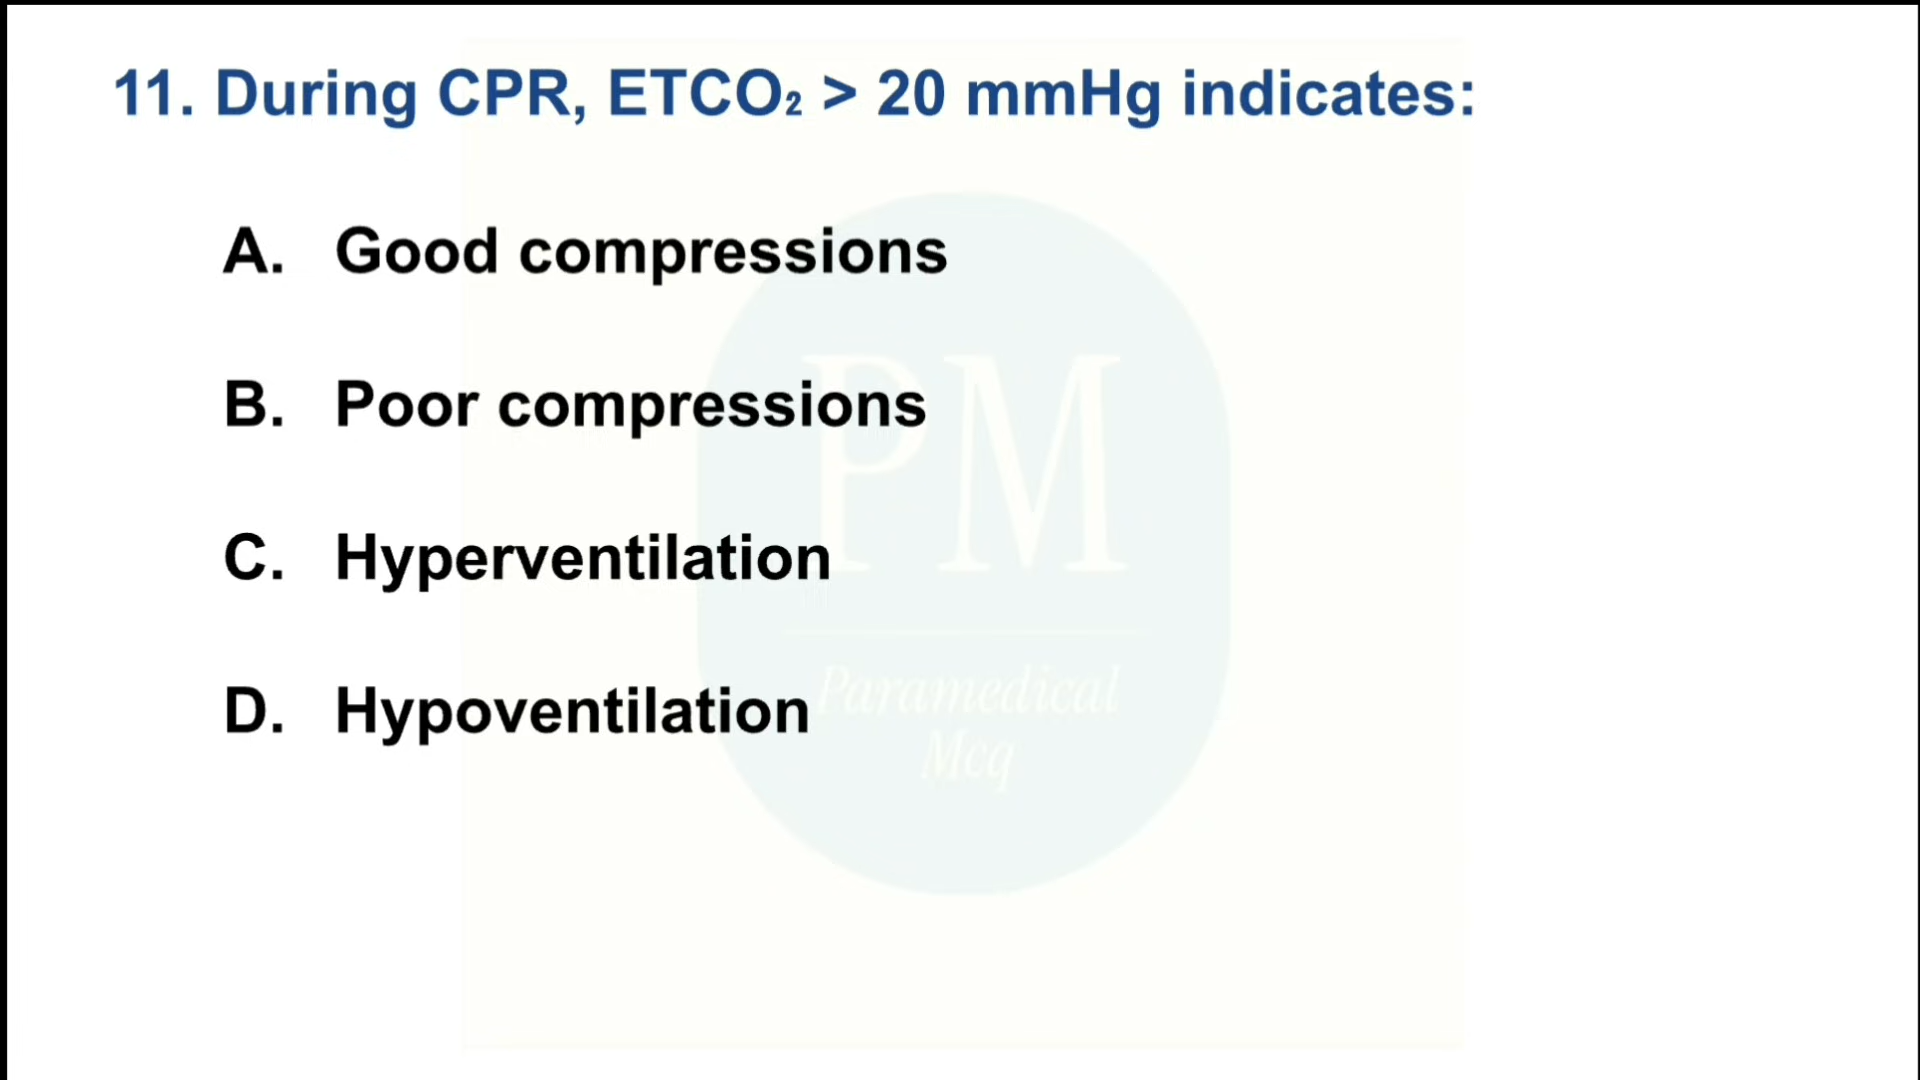 11. During CPR, ETCO₂ > 20 mmHg indicates:
A. Good compressions
B. Poor compressions
C. Hyperventilation
D. Hypoventilation
PM
Paramedical
Mcq